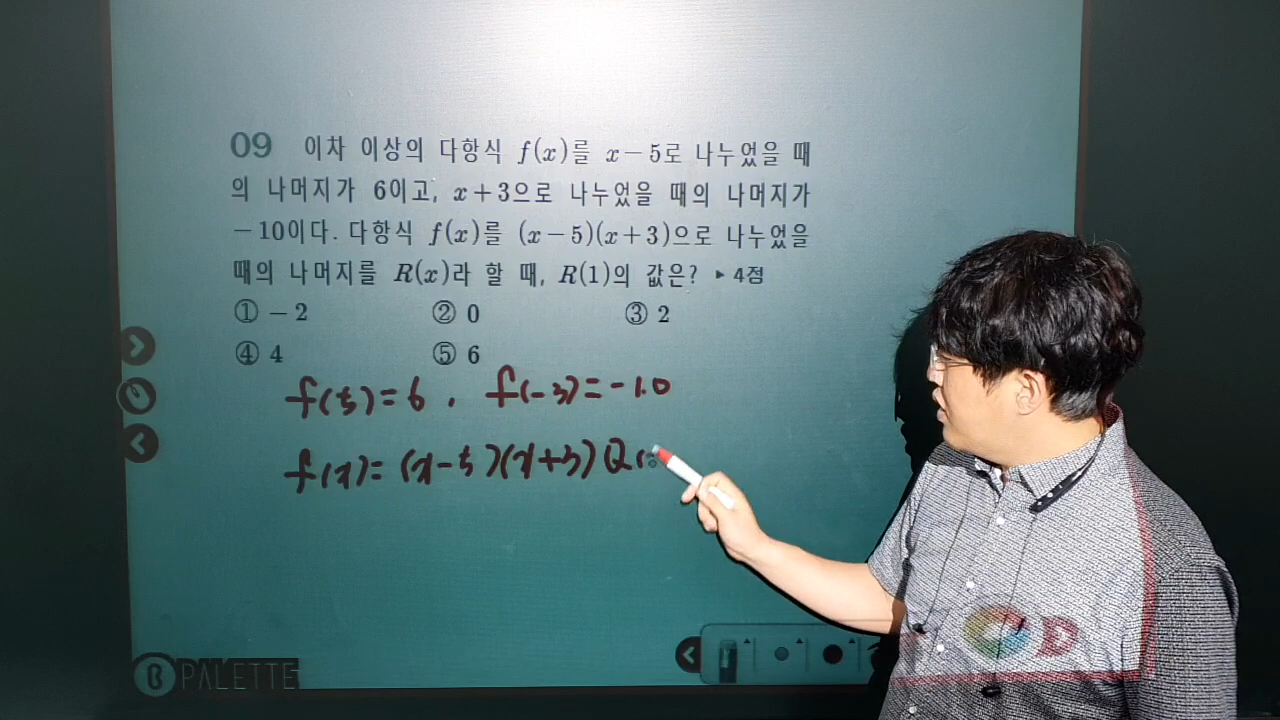 09 이차 이상의 다항식 f(x)를 x-5로 나누었을 때
의 나머지가 6이고, x+3으로 나누었을 때의 나머지가
-10이다. 다항식 f(x)를 (x-5)(x+3)으로 나누었을
때의 나머지를 R(x)라 할 때, R(1)의 값은? ▸ 4점
① -2 ② 0 ③ 2
④ 4 ⑤ 6
f(5)=6, f(-3)=-10
f(x)=(x-5)(x+3)Q(
B PALETTE